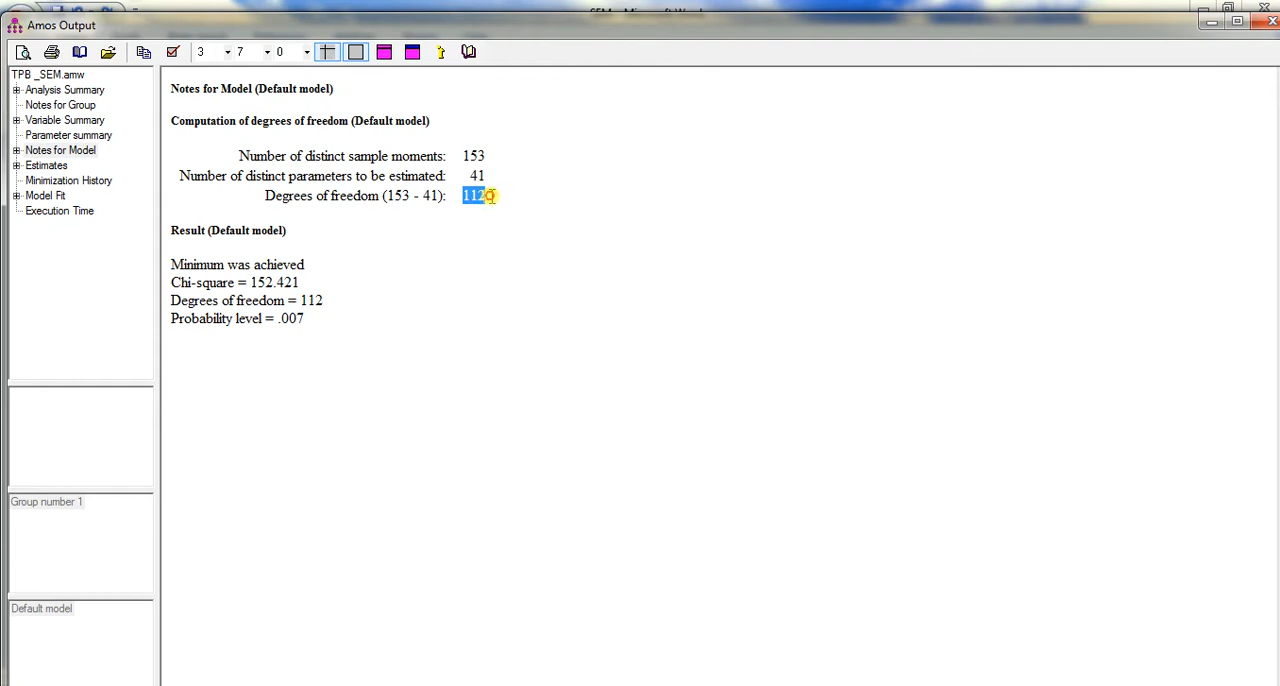 SEM - Microsoft Word
Amos Output
3 7 0
TPB _SEM.amw
Analysis Summary
Notes for Group
Variable Summary
Parameter summary
Notes for Model
Estimates
Minimization History
Model Fit
Execution Time
Group number 1
Default model
Notes for Model (Default model)
Computation of degrees of freedom (Default model)
Number of distinct sample moments: 153
Number of distinct parameters to be estimated: 41
Degrees of freedom (153 - 41): 112
Result (Default model)
Minimum was achieved
Chi-square = 152.421
Degrees of freedom = 112
Probability level = .007